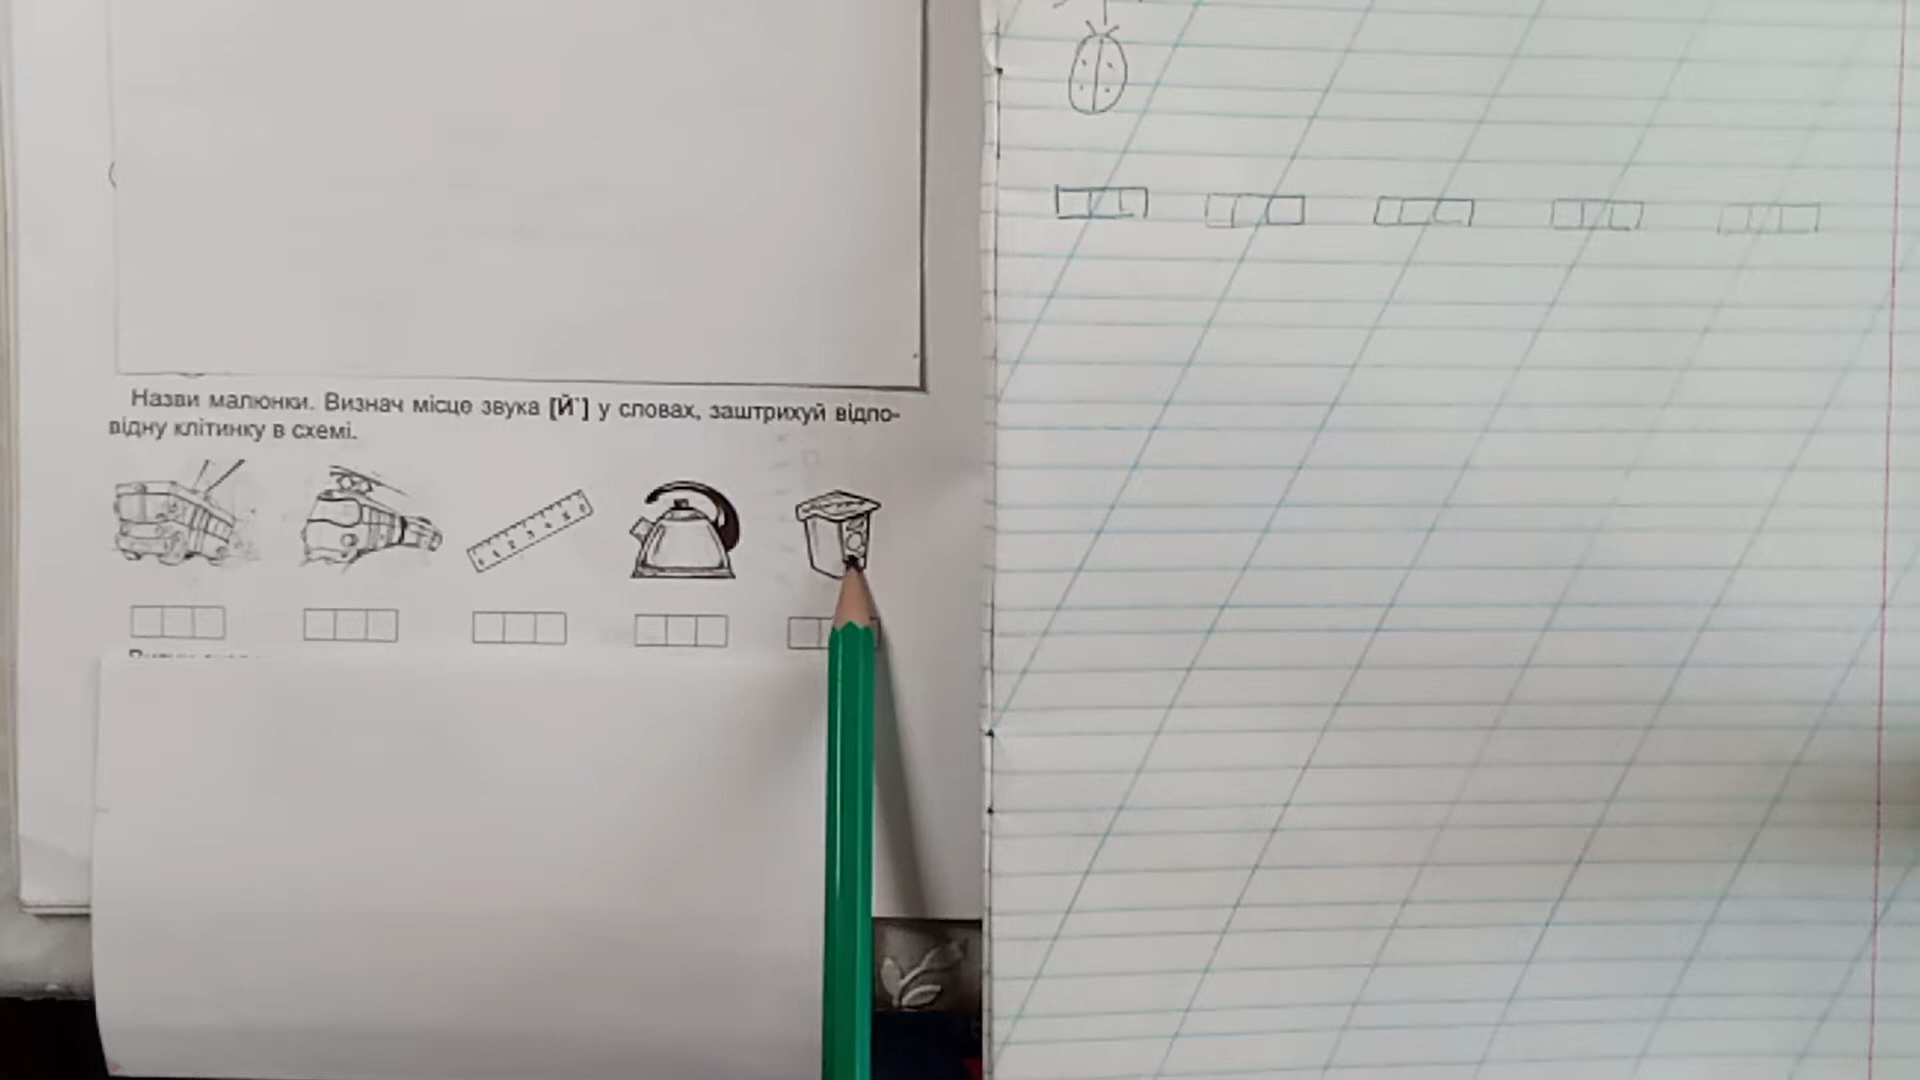 Назви малюнки. Визнач місце звука [Й´] у словах, заштрихуй відпо-
відну клітинку в схемі.